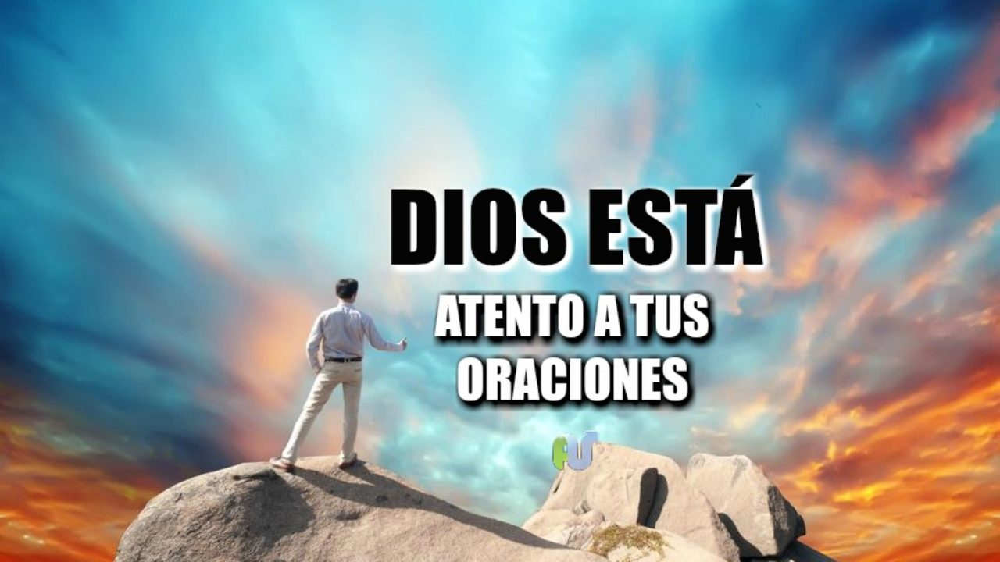 DIOS ESTÁ
ATENTO A TUS
ORACIONES